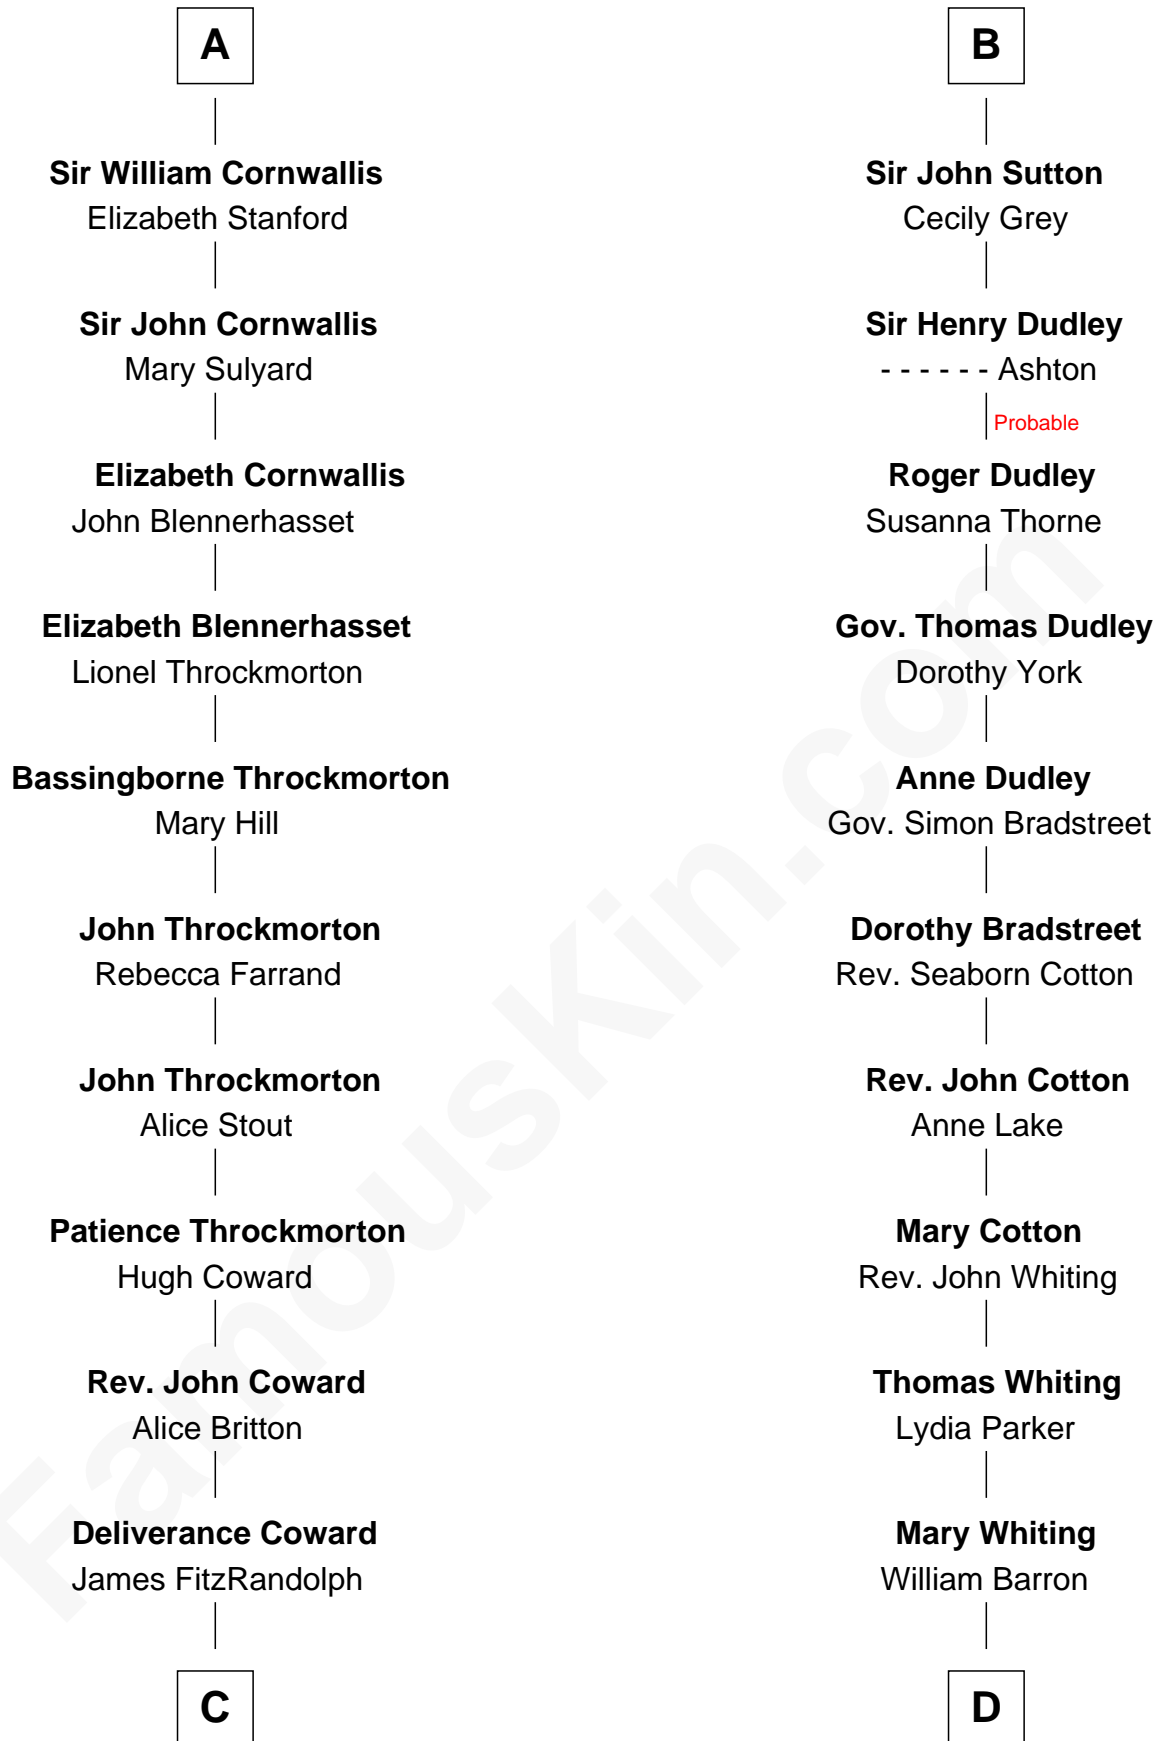 A
Sir William Cornwallis
Elizabeth Stanford
Sir John Cornwallis
Mary Sulyard
Elizabeth Cornwallis
John Blennerhasset
Elizabeth Blennerhasset
Lionel Throckmorton
Bassingborne Throckmorton
Mary Hill
John Throckmorton
Rebecca Farrand
John Throckmorton
Alice Stout
Patience Throckmorton
Hugh Coward
Rev. John Coward
Alice Britton
Deliverance Coward
James FitzRandolph
C
B
Sir John Sutton
Cecily Grey
Sir Henry Dudley
- - - - - - Ashton
Probable
Roger Dudley
Susanna Thorne
Gov. Thomas Dudley
Dorothy York
Anne Dudley
Gov. Simon Bradstreet
Dorothy Bradstreet
Rev. Seaborn Cotton
Rev. John Cotton
Anne Lake
Mary Cotton
Rev. John Whiting
Thomas Whiting
Lydia Parker
Mary Whiting
William Barron
D
FamousKin.com